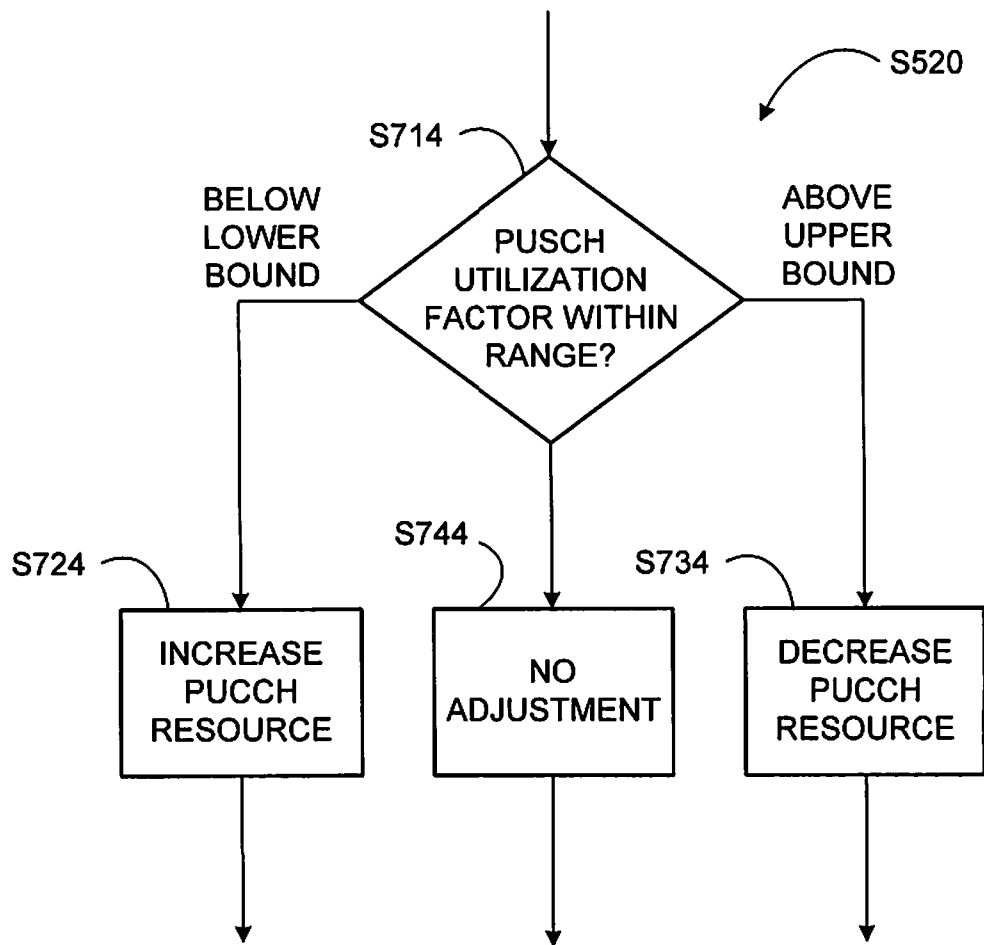 S520
S714
BELOW
LOWER
BOUND
PUSCH
UTILIZATION
FACTOR WITHIN
RANGE?
ABOVE
UPPER
BOUND
S724
INCREASE
PUCCH
RESOURCE
S744
NO
ADJUSTMENT
S734
DECREASE
PUCCH
RESOURCE